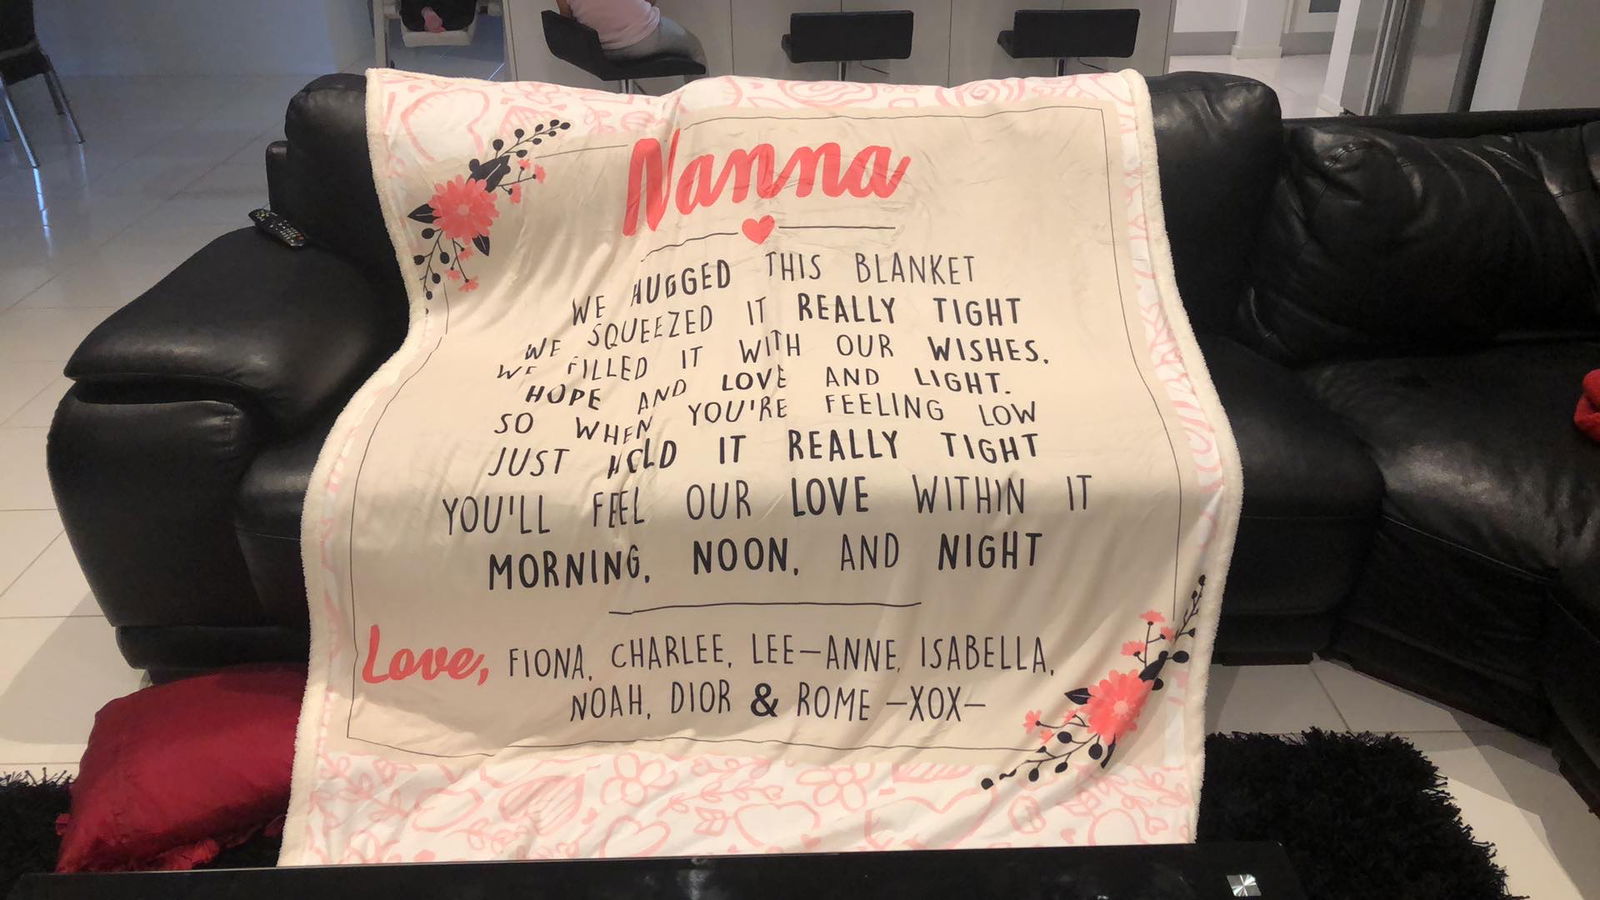 Nanna
WE HUGGED THIS BLANKET
WE SQUEEZED IT REALLY TIGHT
WE FILLED IT WITH OUR WISHES,
HOPE AND LOVE AND LIGHT.
SO WHEN YOU'RE FEELING LOW
JUST HOLD IT REALLY TIGHT
YOU'LL FEEL OUR LOVE WITHIN IT
MORNING, NOON, AND NIGHT
Love, FIONA, CHARLEE, LEE-ANNE, ISABELLA,
NOAH, DIOR & ROME -XOX-